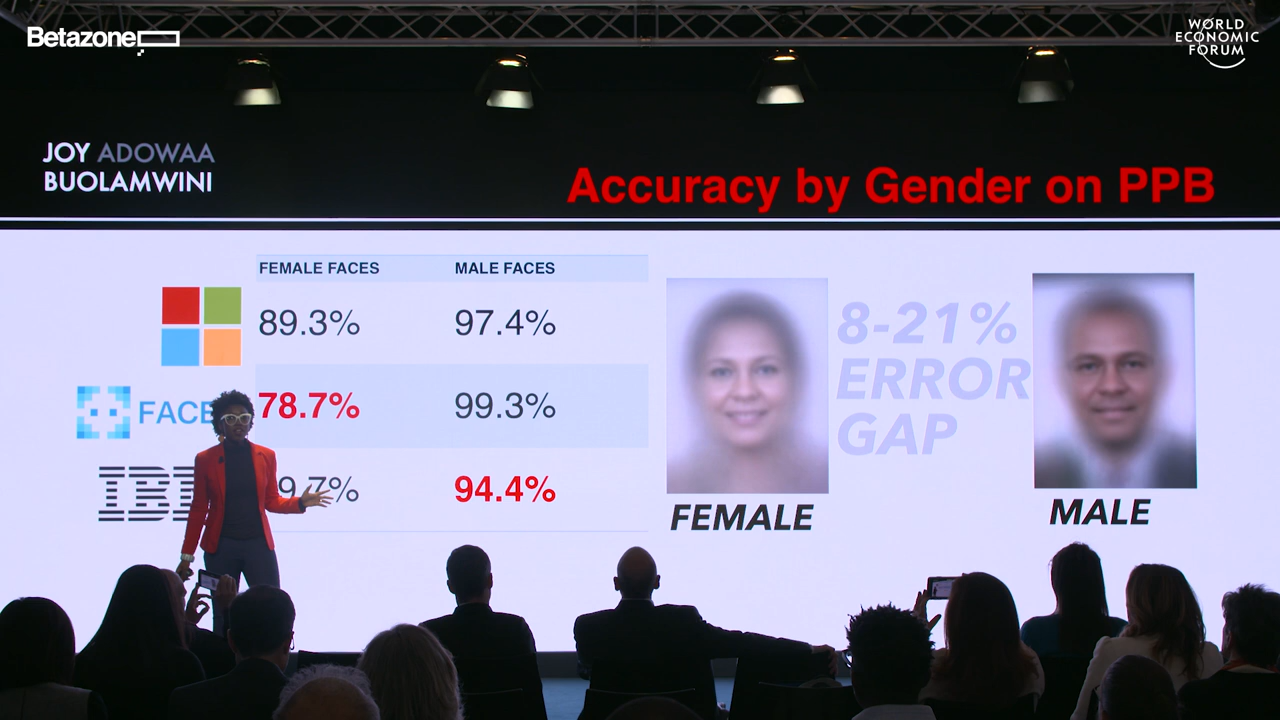 Betazone
WORLD
ECONOMIC
FORUM
JOY ADOWAA
BUOLAMWINI
Accuracy by Gender on PPB
FEMALE FACES MALE FACES
89.3% 97.4%
FACE 78.7% 99.3%
94.4%
8-21%
ERROR
GAP
FEMALE
MALE